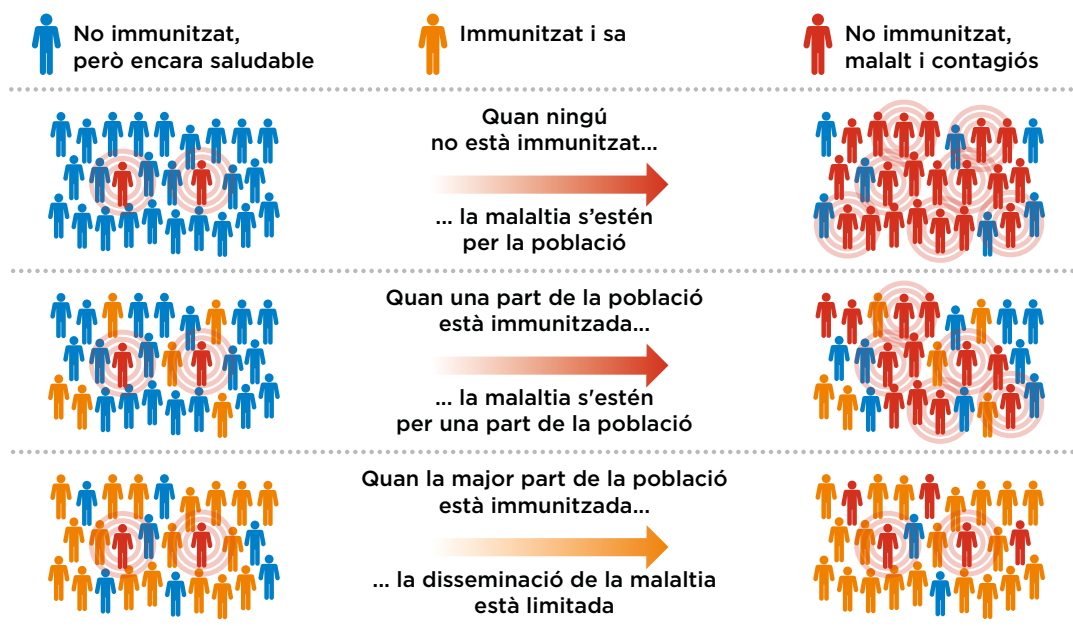 No immunitzat,
però encara saludable
Immunitzat i sa
No immunitzat,
malalt i contagiós
Quan ningú
no està immunitzat...
... la malaltia s’estén
per la població
Quan una part de la població
està immunitzada...
... la malaltia s'estén
per una part de la població
Quan la major part de la població
està immunitzada...
... la disseminació de la malaltia
està limitada